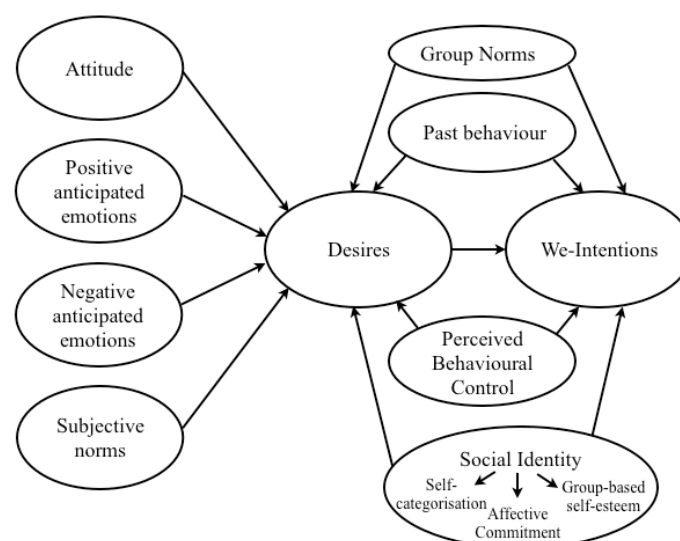 Attitude
Positive
anticipated
emotions
Negative
anticipated
emotions
Subjective
norms
Desires
Group Norms
Past behaviour
We-Intentions
Perceived
Behavioural
Control
Social Identity
Self-
categorisation
Affective
Commitment
Group-based
self-esteem